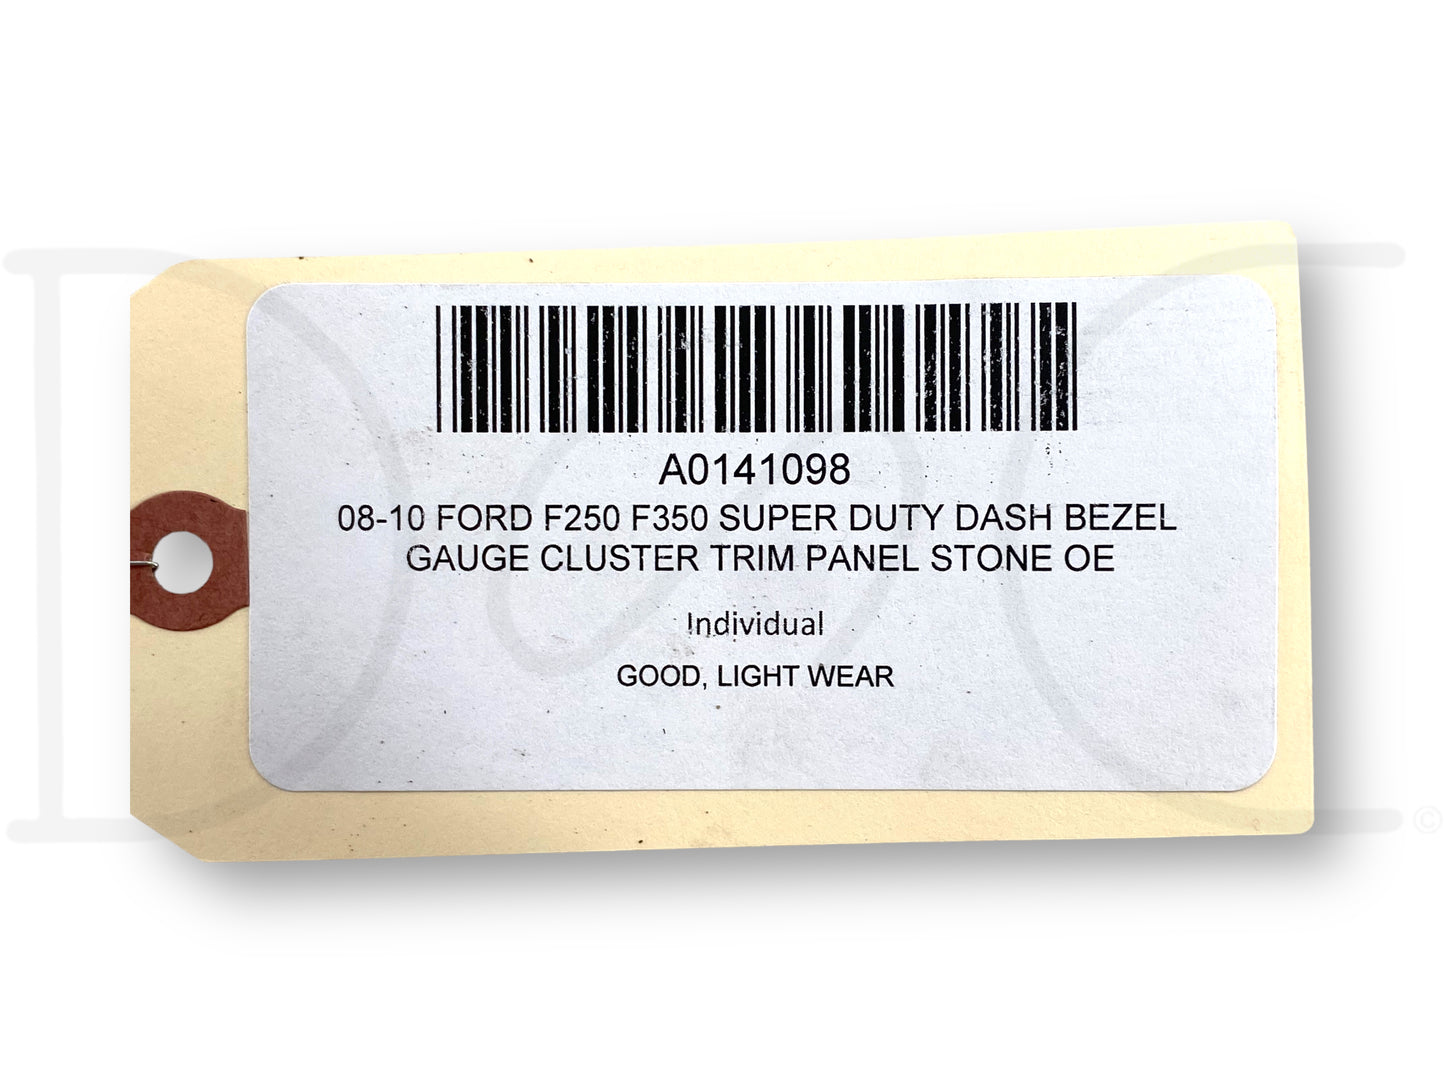 A0141098
08-10 FORD F250 F350 SUPER DUTY DASH BEZEL
GAUGE CLUSTER TRIM PANEL STONE OE
Individual
GOOD, LIGHT WEAR
D&C
©